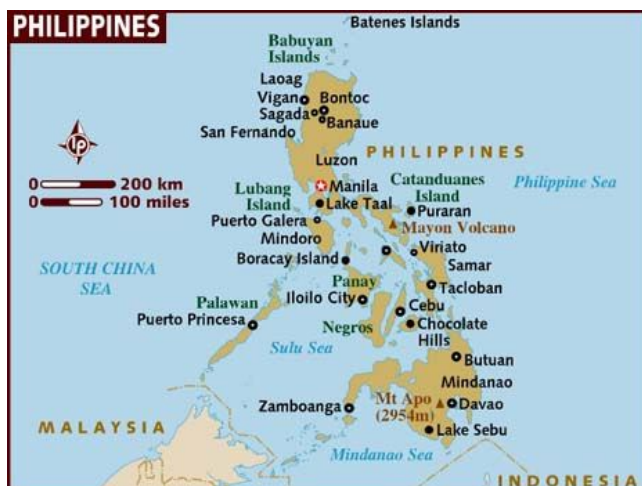 PHILIPPINES
Batenes Islands
Babuyan
Islands
Laoag
Vigan
Bontoc
Sagada
Banaue
San Fernando
Luzon
PHILIPPINES
lp
0 200 km
0 100 miles
Manila
Lubang
Island
Lake Taal
Catanduanes
Island
Philippine Sea
Puraran
Puerto Galera
Mayon Volcano
Mindoro
Viriato
Boracay Island
Samar
SOUTH CHINA
SEA
Panay
Tacloban
Palawan
Iloilo City
Cebu
Puerto Princesa
Negros
Chocolate
Hills
Sulu Sea
Butuan
Mindanao
Mt Apo
(2954m)
Davao
Zamboanga
MALAYSIA
Lake Sebu
Mindanao Sea
INDONESIA